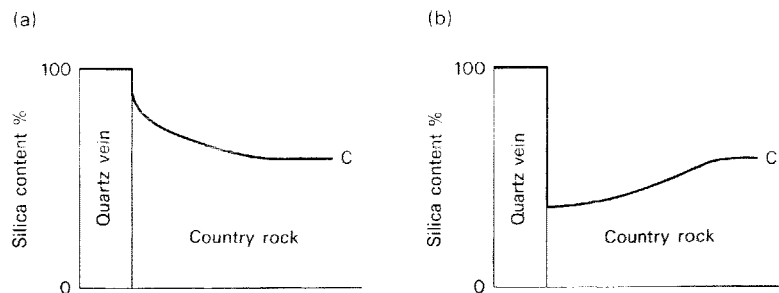 (a)
100
Silica content %
Quartz vein
C
Country rock
0
(b)
100
Silica content %
Quartz vein
C
Country rock
0